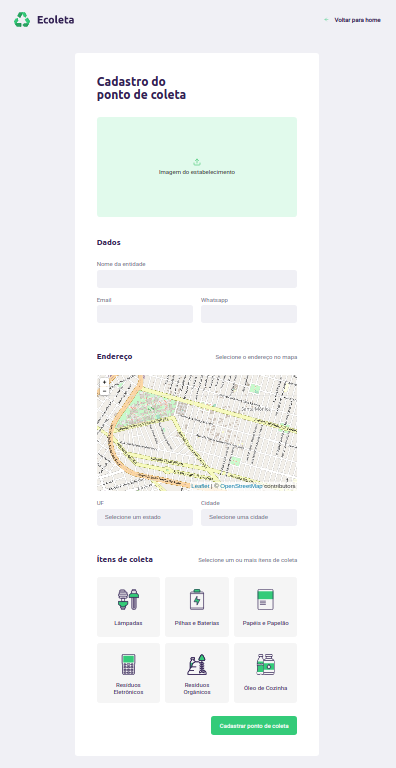 Ecoleta
Voltar para home
Cadastro do
ponto de coleta
Imagem do estabelecimento
Dados
Nome da entidade
Email Whatsapp
Endereço Selecione o endereço no mapa
+
−
Leaflet | © OpenStreetMap contributors
UF Cidade
Selecione um estado Selecione uma cidade
Ítens de coleta Selecione um ou mais itens de coleta
Lâmpadas Pilhas e Baterias Papéis e Papelão
Resíduos Resíduos Óleo de Cozinha
Eletrônicos Orgânicos
Cadastrar ponto de coleta